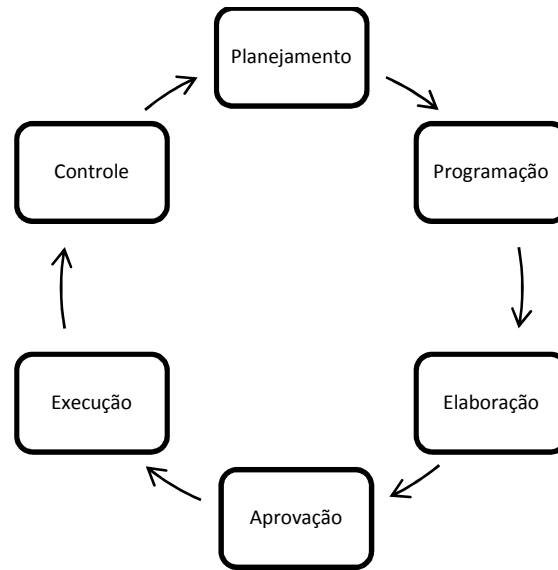 Planejamento
Programação
Elaboração
Aprovação
Execução
Controle